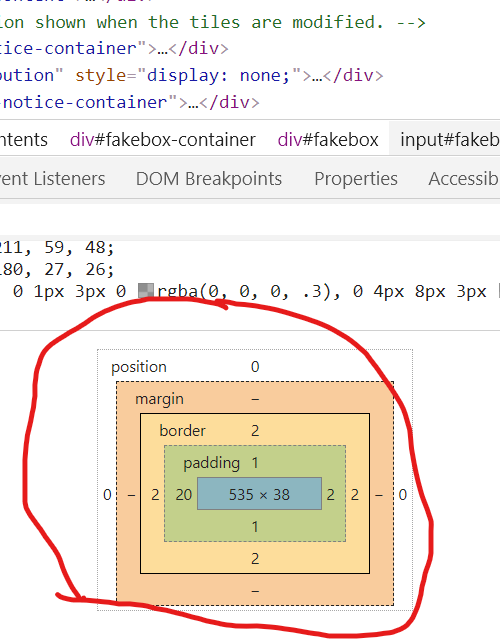 ion shown when the tiles are modified. -->
tice-container">…</div>
bution" style="display: none;">…</div>
-notice-container">…</div>
ntents div#fakebox-container div#fakebox input#fakeb
vent Listeners DOM Breakpoints Properties Accessib
211, 59, 48;
180, 27, 26;
0 1px 3px 0 rgba(0, 0, 0, .3), 0 4px 8px 3px
position 0
margin –
border 2
padding 1
0 – 2 20 535 × 38 2 2 – 0
1
2
–